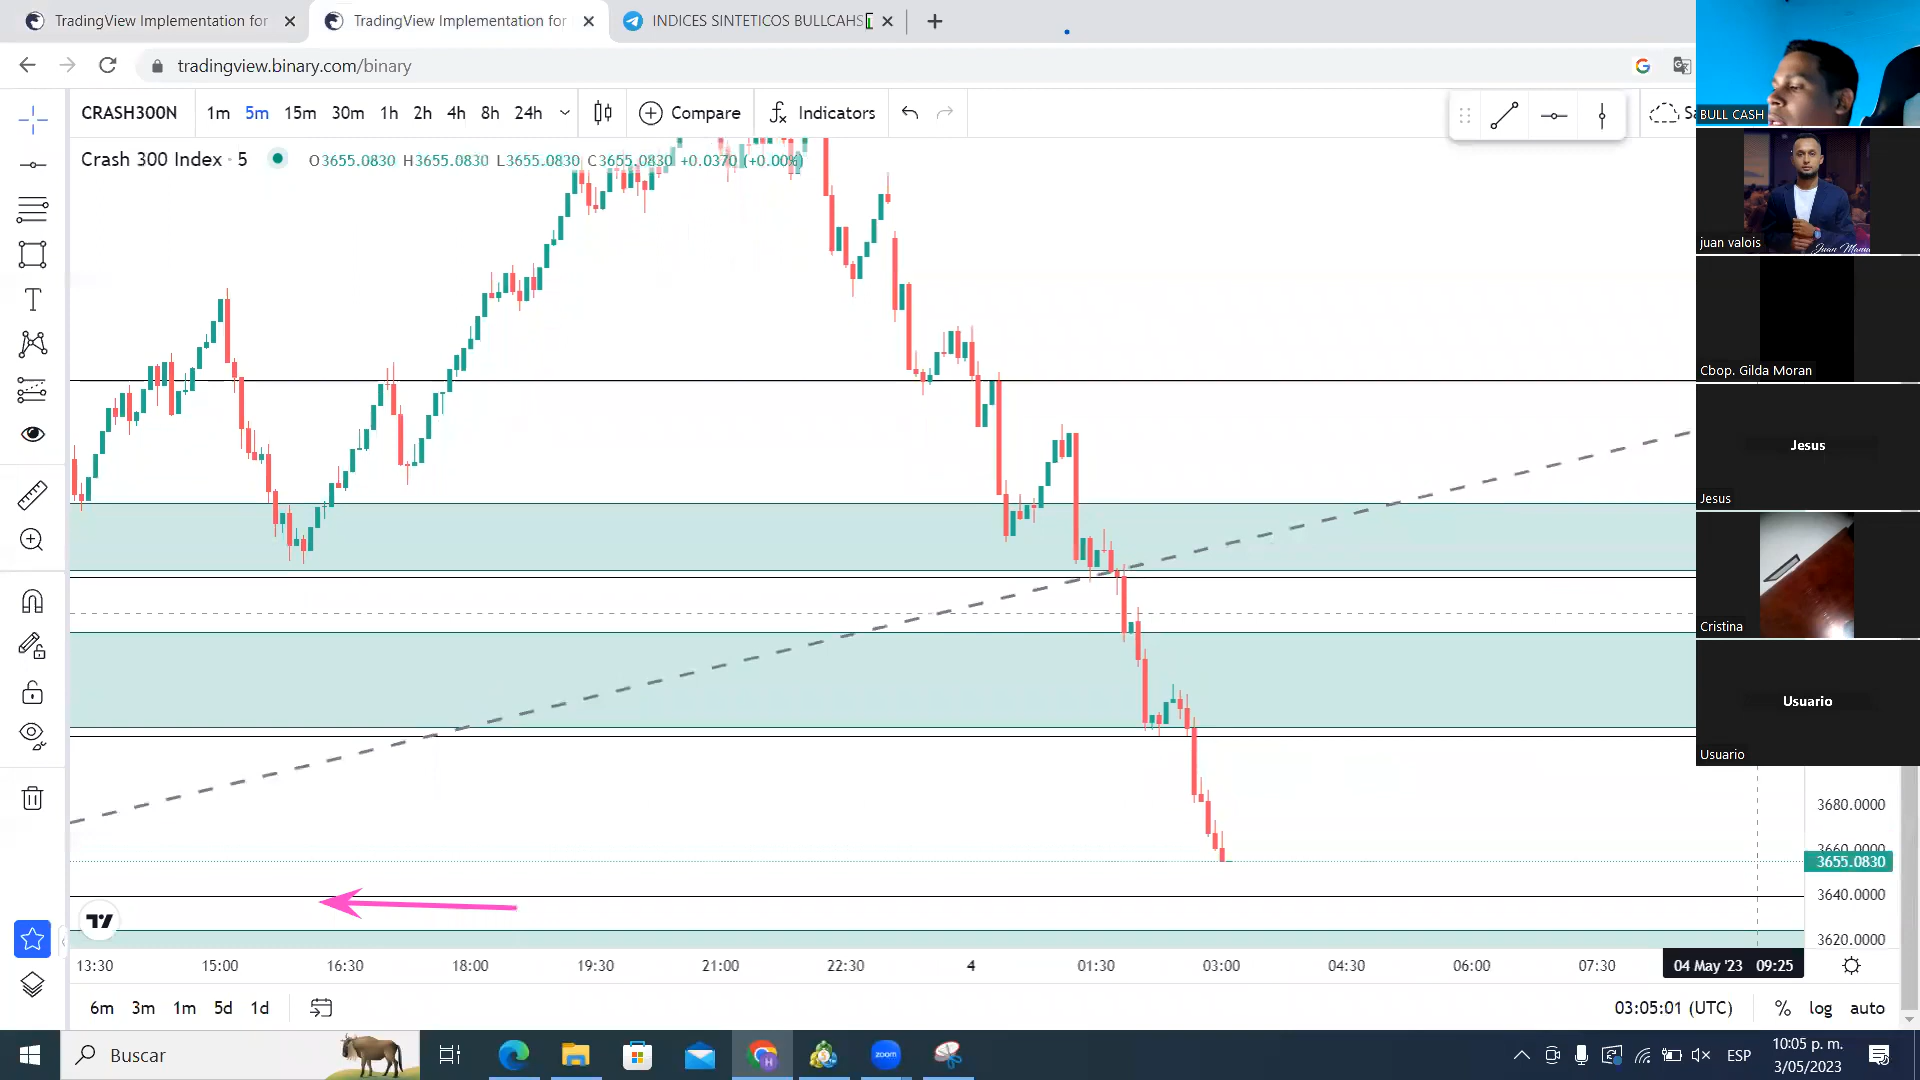 TradingView Implementation for
TradingView Implementation for
INDICES SINTETICOS BULLCAHS
tradingview.binary.com/binary
CRASH300N
1m 5m 15m 30m 1h 2h 4h 8h 24h
Compare
Indicators
Crash 300 Index · 5
O3655.0830 H3655.0830 L3655.0830 C3655.0830 +0.0370 (+0.00%)
BULL CASH
juan valois
Juan Manu
Cbop. Gilda Moran
Jesus
Jesus
Cristina
Usuario
Usuario
3680.0000
3660.0000
3655.0830
3640.0000
3620.0000
13:30 15:00 16:30 18:00 19:30 21:00 22:30 4 01:30 03:00 04:30 06:00 07:30
04 May '23 09:25
6m 3m 1m 5d 1d
03:05:01 (UTC)
% log auto
Buscar
zoom
ESP
10:05 p. m.
3/05/2023